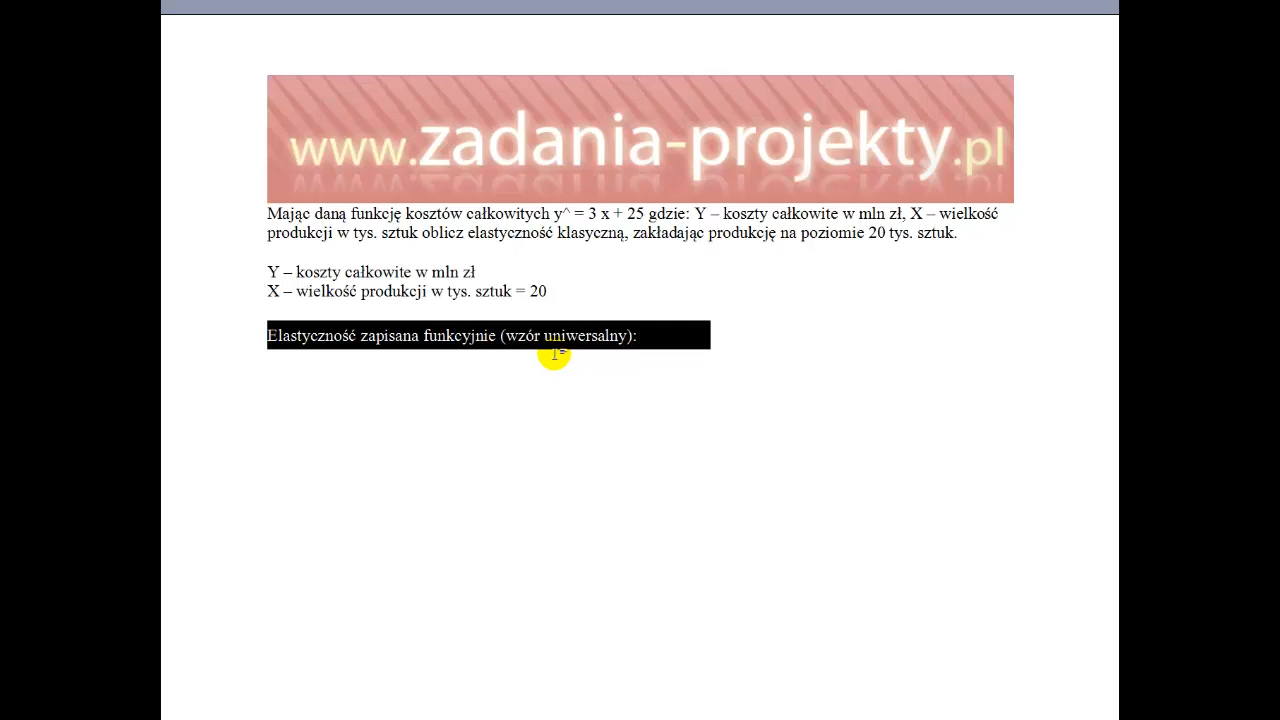 www.zadania-projekty.pl
Mając daną funkcję kosztów całkowitych y^ = 3 x + 25 gdzie: Y – koszty całkowite w mln zł, X – wielkość
produkcji w tys. sztuk oblicz elastyczność klasyczną, zakładając produkcję na poziomie 20 tys. sztuk.
Y – koszty całkowite w mln zł
X – wielkość produkcji w tys. sztuk = 20
Elastyczność zapisana funkcyjnie (wzór uniwersalny):